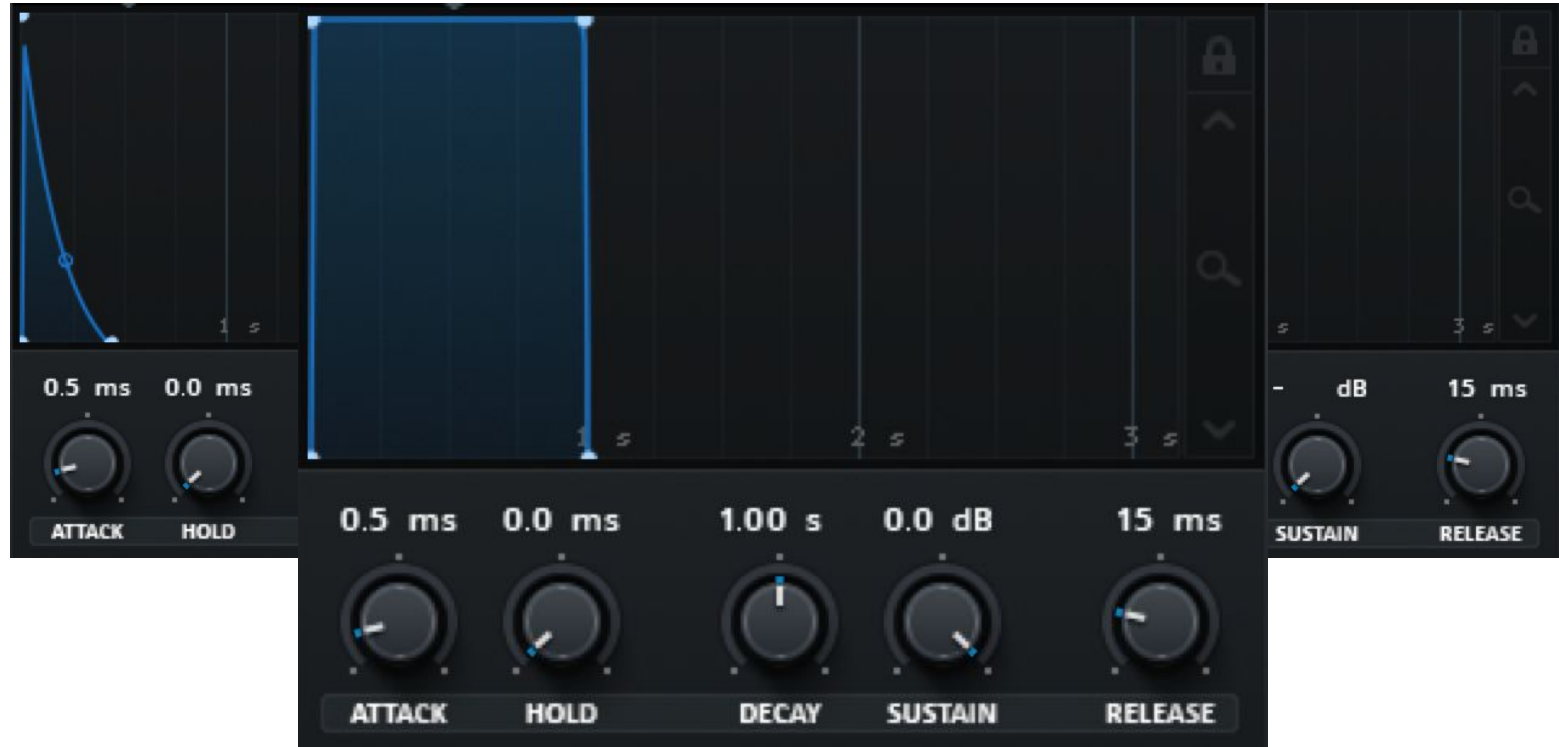 1 s
0.5 ms 0.0 ms
ATTACK HOLD
1 s 2 s 3 s
0.5 ms 0.0 ms 1.00 s 0.0 dB 15 ms
ATTACK HOLD DECAY SUSTAIN RELEASE
s 3 s
- dB 15 ms
SUSTAIN RELEASE